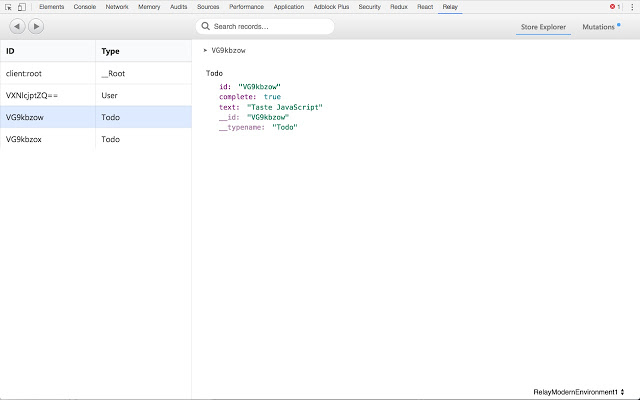 Elements Console Network Memory Audits Sources Performance Application Adblock Plus Security Redux React Relay 1
Search records... Store Explorer Mutations
ID Type
client:root __Root
VXNlcjptZQ== User
VG9kbzow Todo
VG9kbzox Todo
VG9kbzow
Todo
id: "VG9kbzow"
complete: true
text: "Taste JavaScript"
__id: "VG9kbzow"
__typename: "Todo"
RelayModernEnvironment1